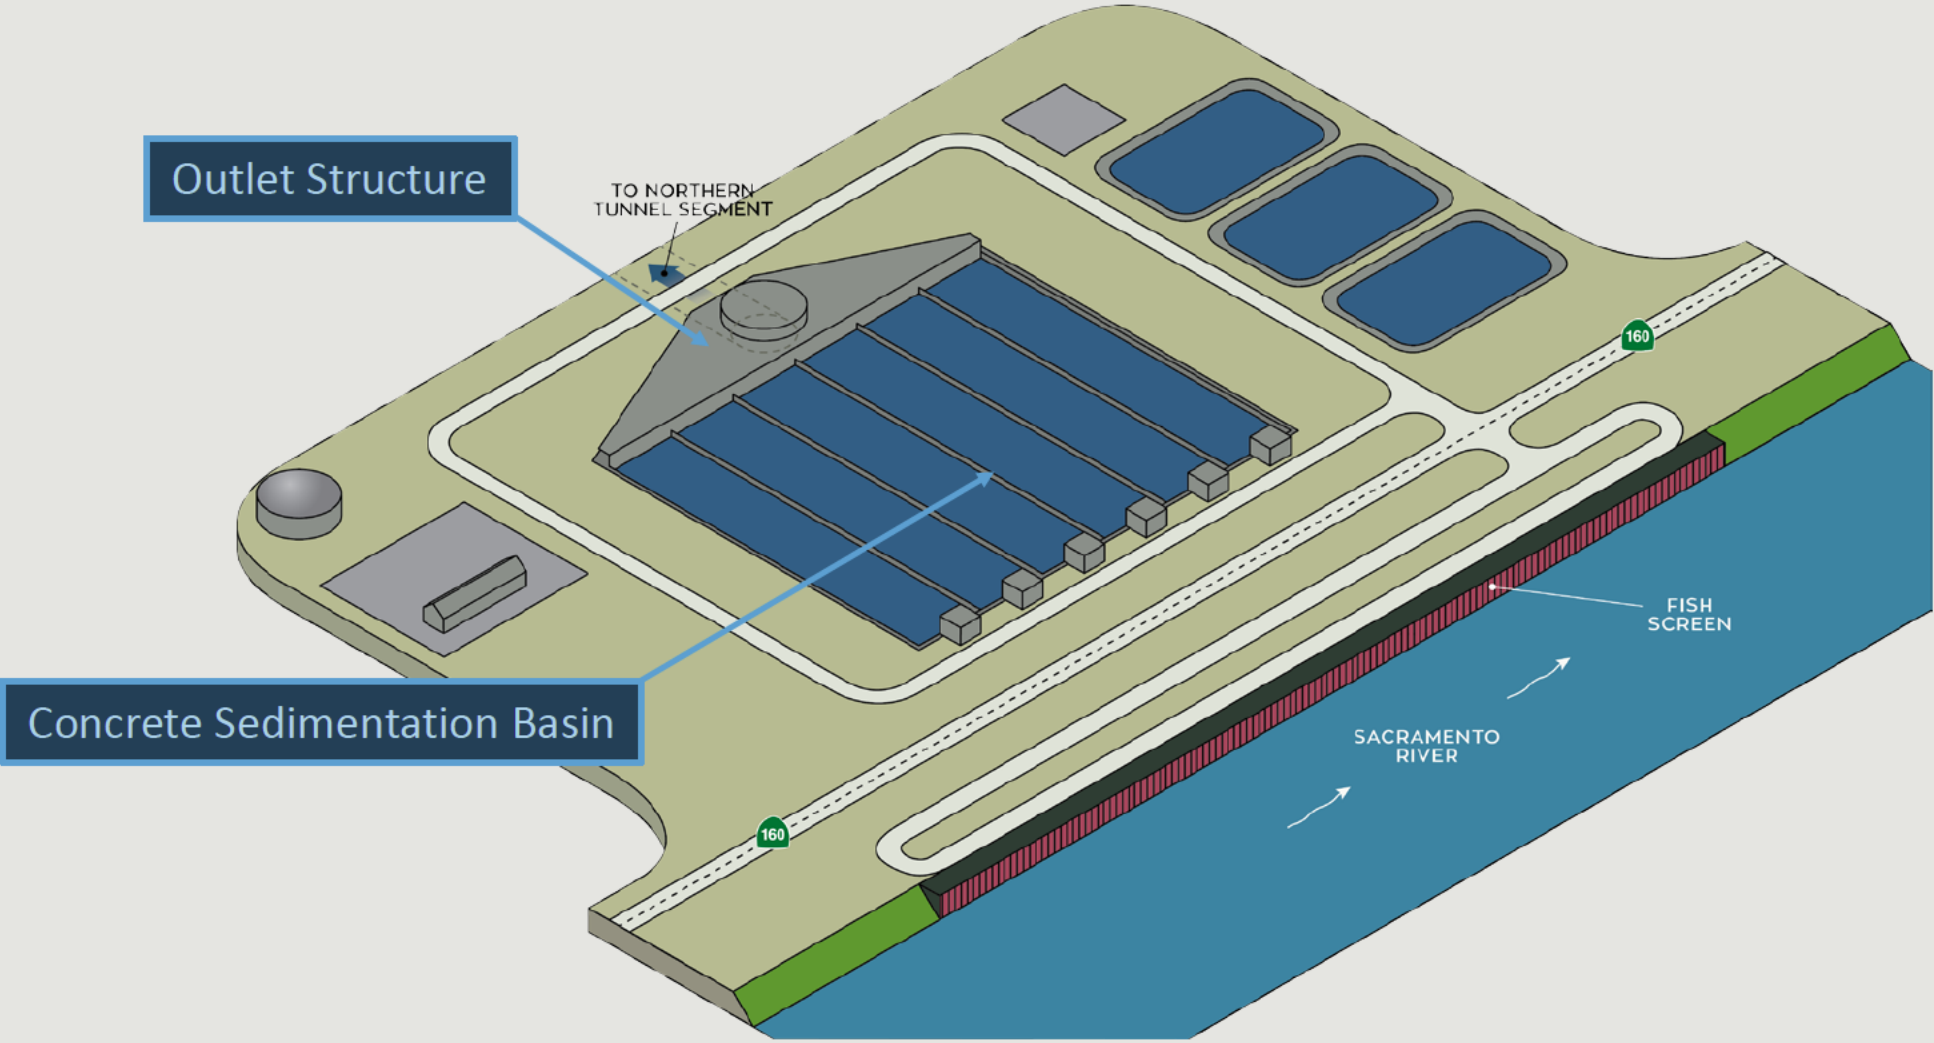 Outlet Structure
TO NORTHERN
TUNNEL SEGMENT
160
FISH
SCREEN
Concrete Sedimentation Basin
SACRAMENTO
RIVER
160